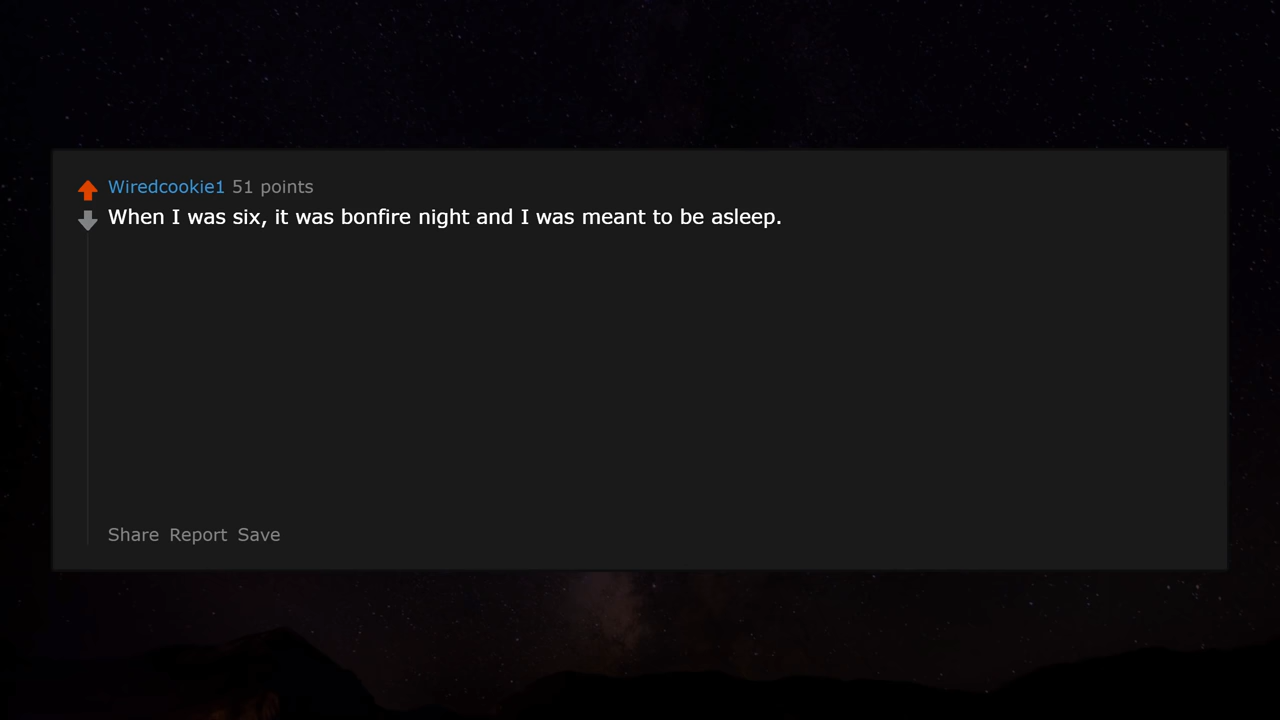 Wiredcookie1 51 points
When I was six, it was bonfire night and I was meant to be asleep.
Share Report Save